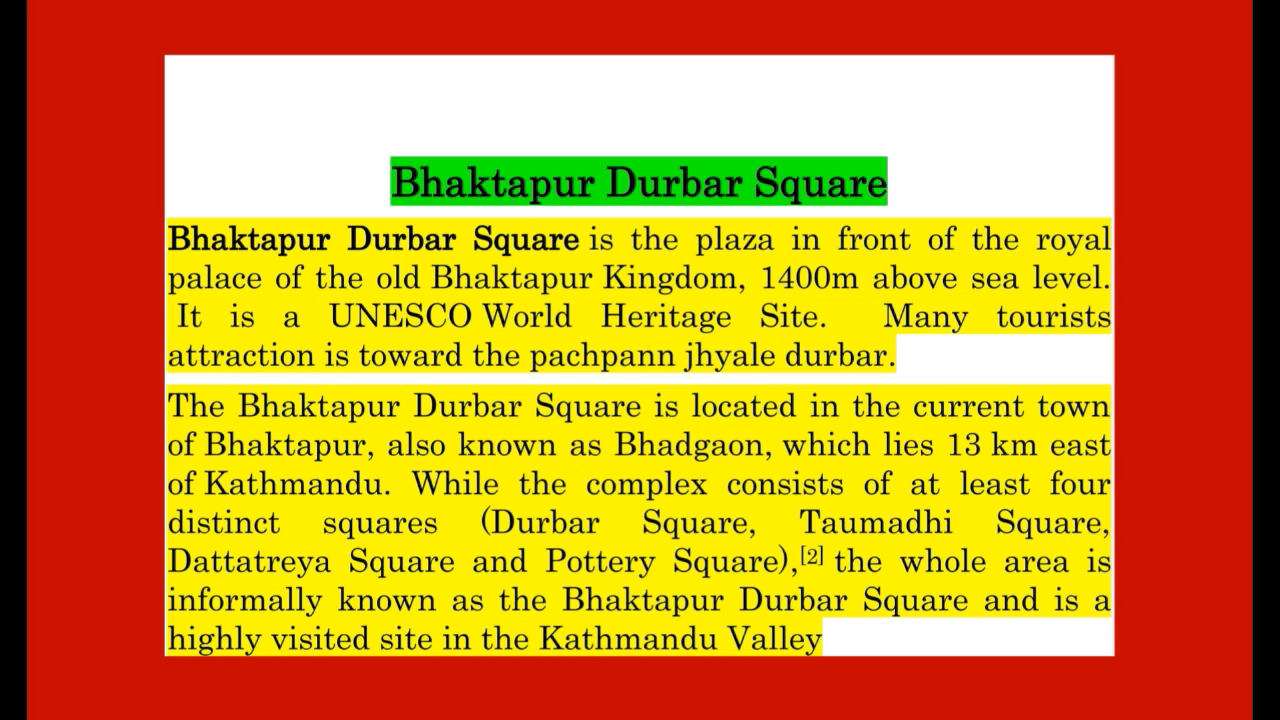 Bhaktapur Durbar Square
Bhaktapur Durbar Square is the plaza in front of the royal
palace of the old Bhaktapur Kingdom, 1400m above sea level.
It is a UNESCO World Heritage Site. Many tourists
attraction is toward the pachpann jhyale durbar.
The Bhaktapur Durbar Square is located in the current town
of Bhaktapur, also known as Bhadgaon, which lies 13 km east
of Kathmandu. While the complex consists of at least four
distinct squares (Durbar Square, Taumadhi Square,
Dattatreya Square and Pottery Square),[2] the whole area is
informally known as the Bhaktapur Durbar Square and is a
highly visited site in the Kathmandu Valley